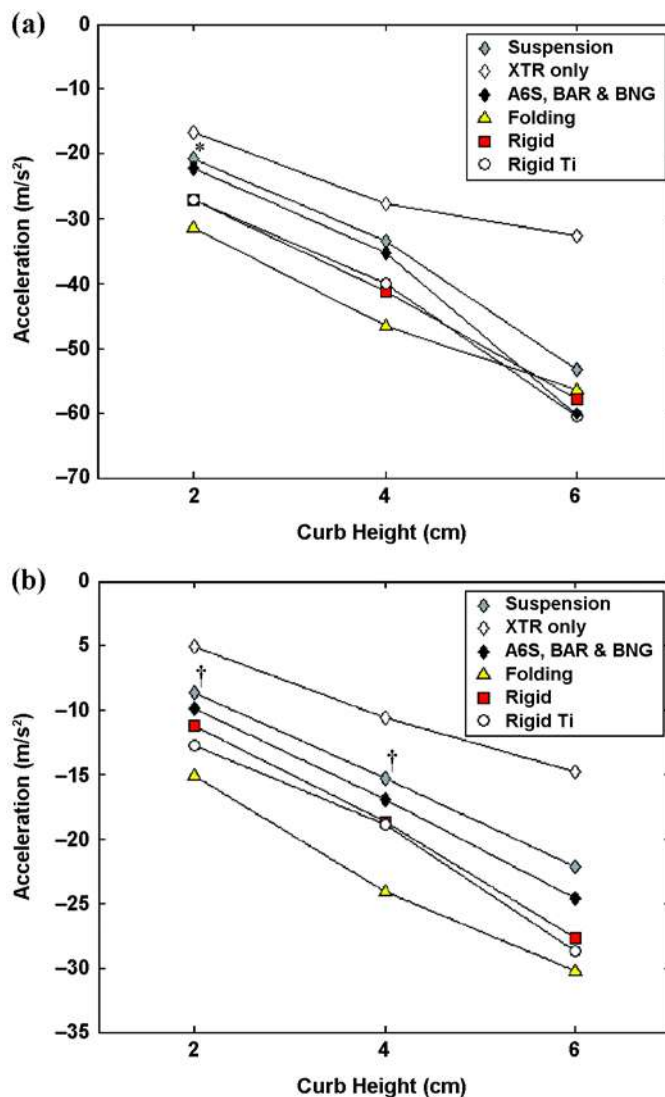 (a)
0
–10
–20
–30
–40
–50
–60
–70
Acceleration (m/s²)
*
Suspension
XTR only
A6S, BAR & BNG
Folding
Rigid
Rigid Ti
2 4 6
Curb Height (cm)
(b)
0
5
–10
–15
–20
–25
–30
–35
Acceleration (m/s²)
†
†
Suspension
XTR only
A6S, BAR & BNG
Folding
Rigid
Rigid Ti
2 4 6
Curb Height (cm)